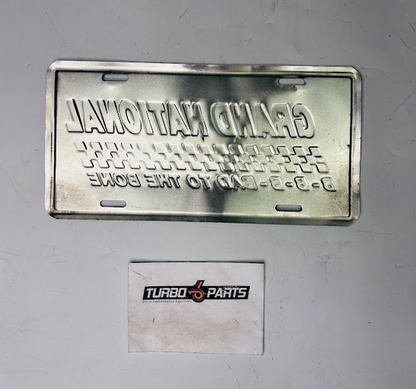 GRAND NATIONAL
B-B-B-BAD TO THE BONE
TURBO 6 PARTS